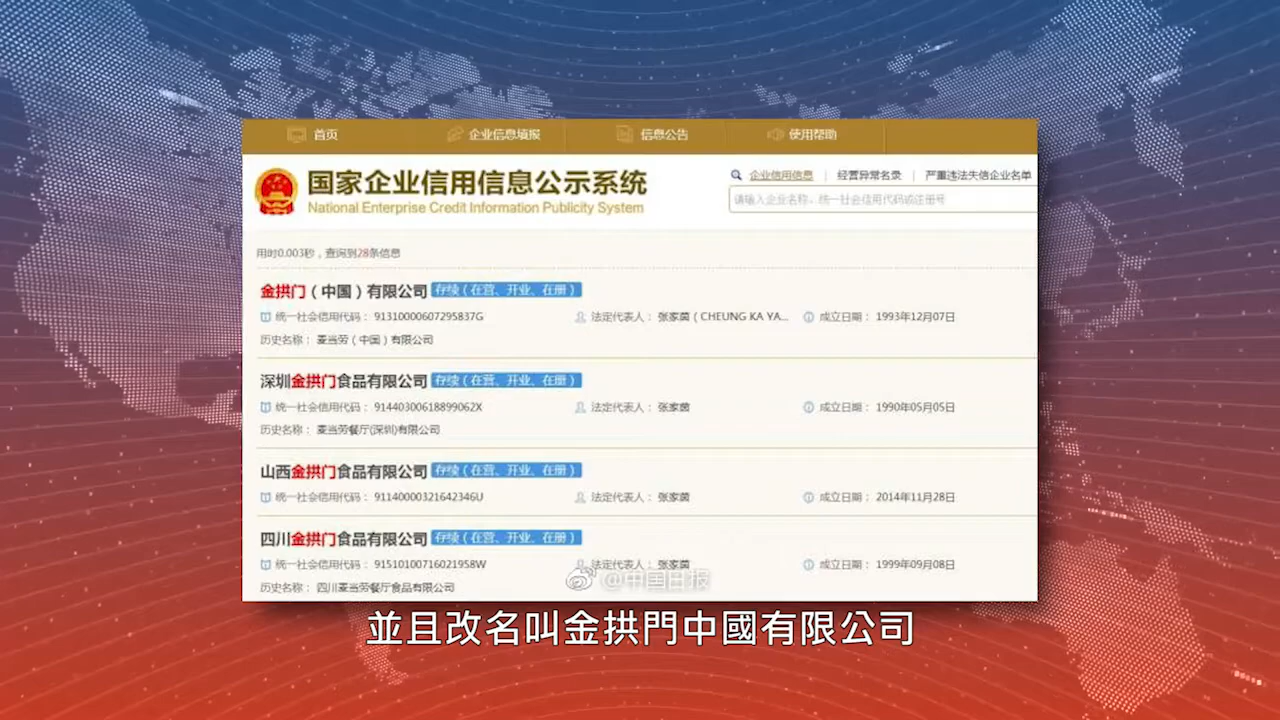 首页 企业信息填报 信息公告 使用帮助
国家企业信用信息公示系统
National Enterprise Credit Information Publicity System
企业信用信息 | 经营异常名录 | 严重违法失信企业名单
请输入企业名称、统一社会信用代码或注册号
用时0.003秒，查询到28条信息
金拱门（中国）有限公司 存续（在营、开业、在册）
统一社会信用代码： 91310000607295837G 法定代表人： 张家茵（CHEUNG KA YA... 成立日期： 1993年12月07日
历史名称： 麦当劳（中国）有限公司
深圳金拱门食品有限公司 存续（在营、开业、在册）
统一社会信用代码： 91440300618899062X 法定代表人： 张家茵 成立日期： 1990年05月05日
历史名称： 麦当劳餐厅(深圳)有限公司
山西金拱门食品有限公司 存续（在营、开业、在册）
统一社会信用代码： 91140000321642346U 法定代表人： 张家茵 成立日期： 2014年11月28日
四川金拱门食品有限公司 存续（在营、开业、在册）
统一社会信用代码： 91510100716021958W 法定代表人： 张家茵 成立日期： 1999年09月08日
@中国日报
历史名称： 四川麦当劳餐厅食品有限公司
並且改名叫金拱門中國有限公司